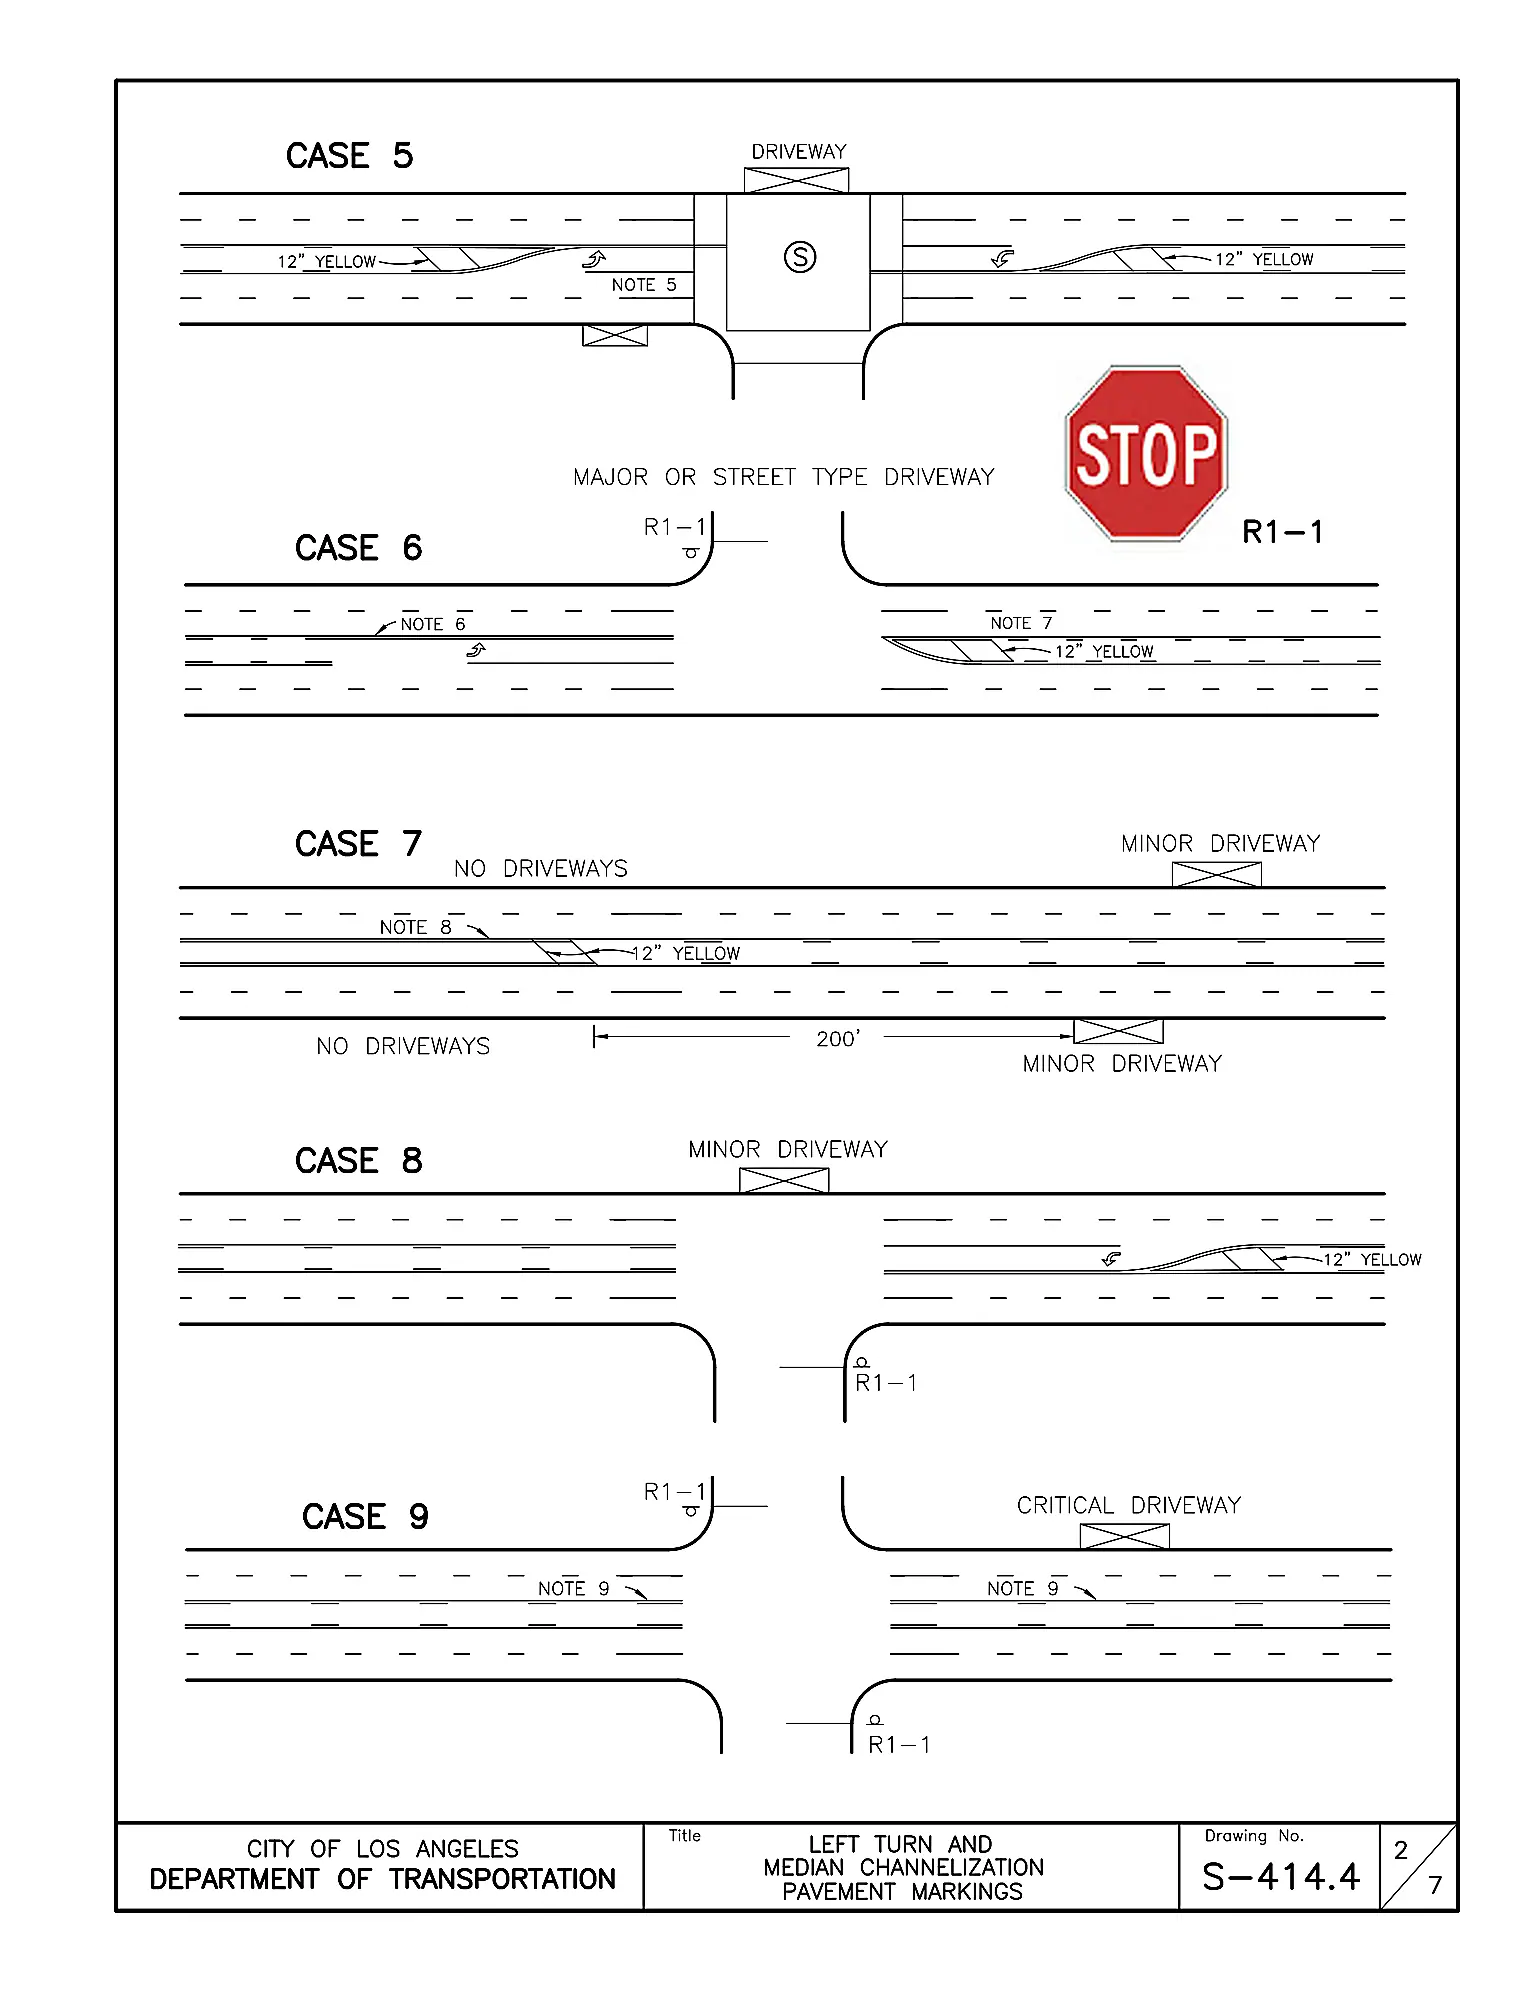 CASE 5
DRIVEWAY
12" YELLOW
S
12" YELLOW
NOTE 5
STOP
R1-1
MAJOR OR STREET TYPE DRIVEWAY
CASE 6
R1-1
NOTE 6
NOTE 7
12" YELLOW
CASE 7
NO DRIVEWAYS
MINOR DRIVEWAY
NOTE 8
12" YELLOW
NO DRIVEWAYS
200'
MINOR DRIVEWAY
CASE 8
MINOR DRIVEWAY
12" YELLOW
R1-1
CASE 9
R1-1
CRITICAL DRIVEWAY
NOTE 9
NOTE 9
R1-1
CITY OF LOS ANGELES
DEPARTMENT OF TRANSPORTATION
Title
LEFT TURN AND
MEDIAN CHANNELIZATION
PAVEMENT MARKINGS
Drawing No.
S-414.4
2
7